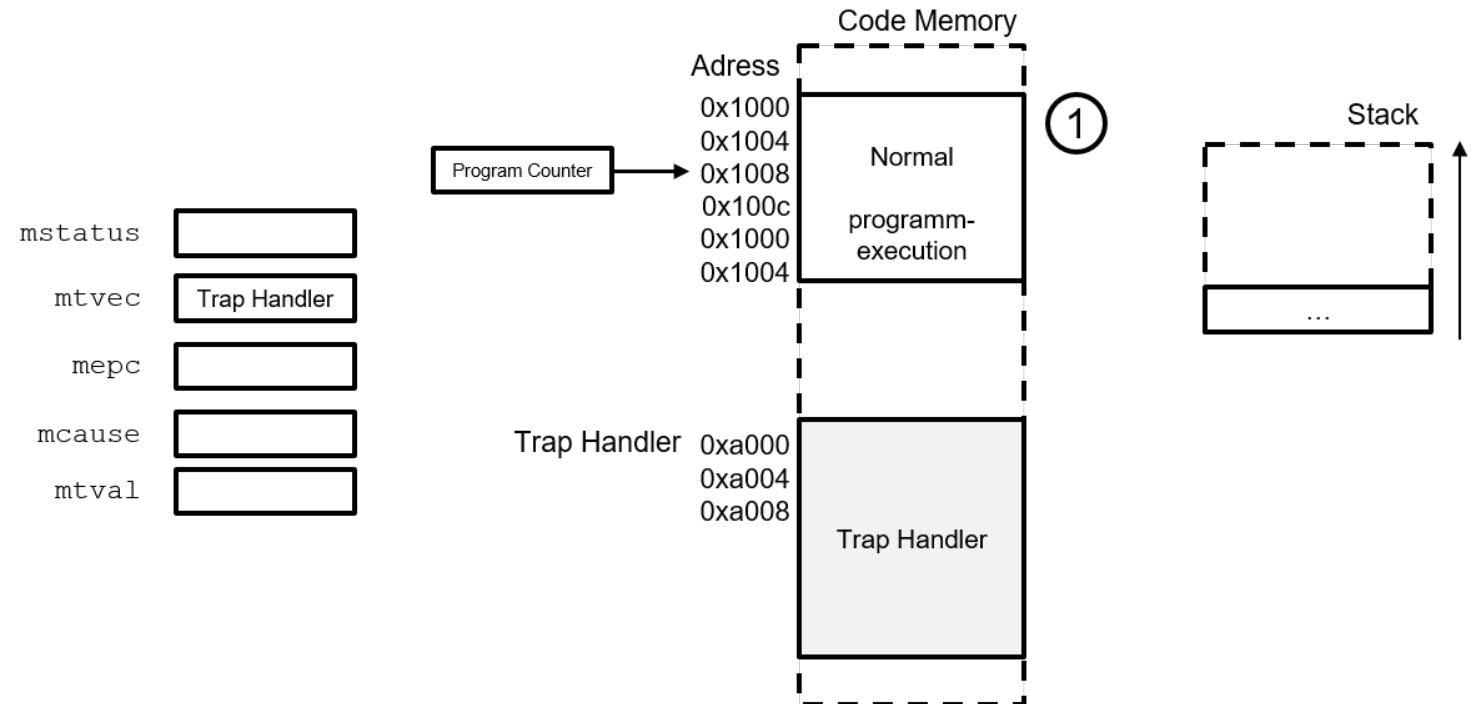 Code Memory
Adress
0x1000
0x1004
0x1008
0x100c
0x1000
0x1004
Program Counter
Normal
programm-
execution
1
Stack
...
mstatus
mtvec
Trap Handler
mepc
mcause
mtval
Trap Handler
0xa000
0xa004
0xa008
Trap Handler